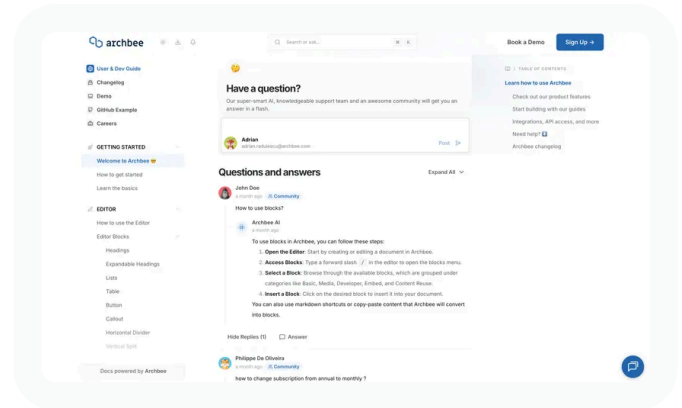 archbee
Search or ask...
⌘ K
Book a Demo
Sign Up →
User & Dev Guide
Changelog
Demo
GitHub Example
Careers
GETTING STARTED
Welcome to Archbee 😎
How to get started
Learn the basics
EDITOR
How to use the Editor
Editor Blocks
Headings
Expandable Headings
Lists
Table
Button
Callout
Horizontal Divider
Vertical Split
Docs powered by Archbee
🤔
Have a question?
Our super-smart AI, knowledgeable support team and an awesome community will get you an
answer in a flash.
Adrian
Post
Questions and answers
Expand All
John Doe
a month ago Community
How to use blocks?
Archbee AI
a month ago
To use blocks in Archbee, you can follow these steps:
1. Open the Editor: Start by creating or editing a document in Archbee.
2. Access Blocks: Type a forward slash / in the editor to open the blocks menu.
3. Select a Block: Browse through the available blocks, which are grouped under
categories like Basic, Media, Developer, Embed, and Content Reuse.
4. Insert a Block: Click on the desired block to insert it into your document.
You can also use markdown shortcuts or copy-paste content that Archbee will convert
into blocks.
Hide Replies (1) Answer
Philippe De Oliveira
a month ago Community
how to change subscription from annual to monthly ?
TABLE OF CONTENTS
Learn how to use Archbee
Check out our product features
Start building with our guides
Integrations, API access, and more
Need help?
Archbee changelog